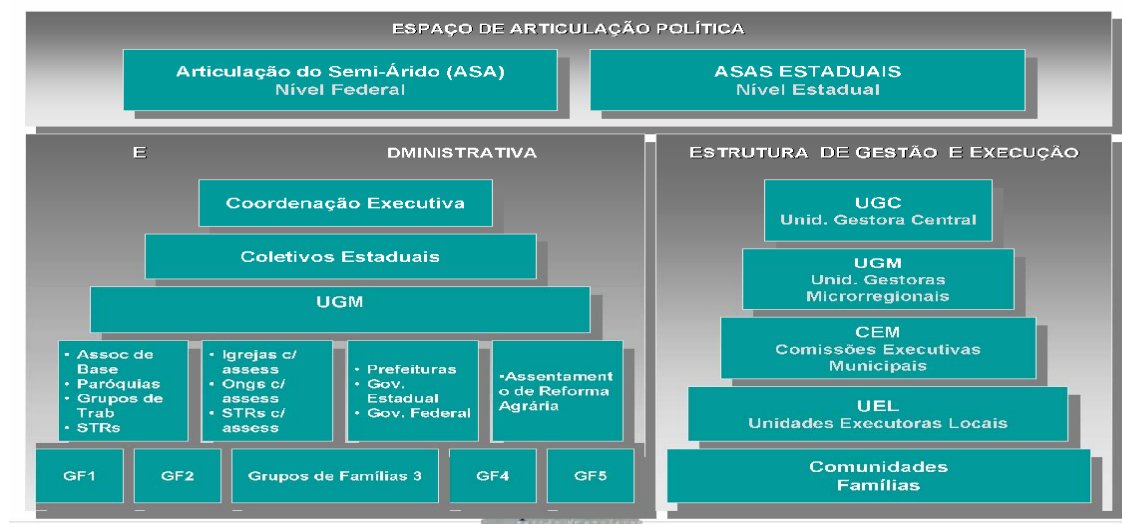 ESPAÇO DE ARTICULAÇÃO POLÍTICA
Articulação do Semi-Árido (ASA)
Nível Federal
ASAS ESTADUAIS
Nível Estadual
E DMINISTRATIVA
Coordenação Executiva
Coletivos Estaduais
UGM
• Assoc de
Base
• Paróquias
• Grupos de
Trab
• STRs
• Igrejas c/
assess
• Ongs c/
assess
• STRs c/
assess
• Prefeituras
• Gov.
Estadual
• Gov. Federal
•Assentament
o de Reforma
Agrária
GF1
GF2
Grupos de Famílias 3
GF4
GF5
ESTRUTURA DE GESTÃO E EXECUÇÃO
UGC
Unid. Gestora Central
UGM
Unid. Gestoras
Microrregionais
CEM
Comissões Executivas
Municipais
UEL
Unidades Executoras Locais
Comunidades
Famílias